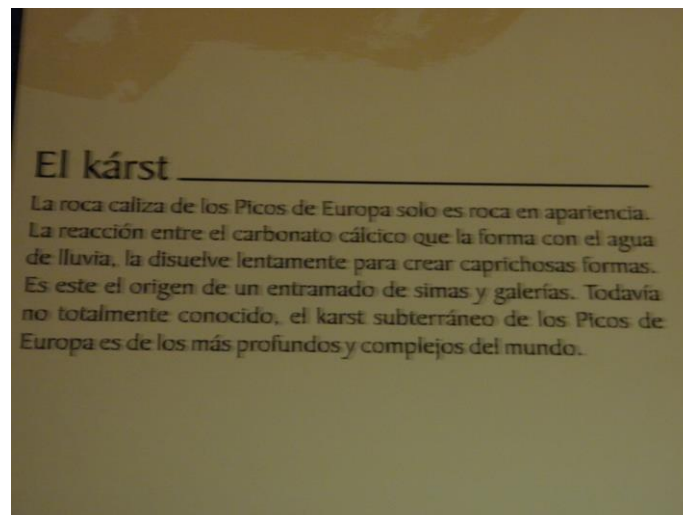 El kárst
La roca caliza de los Picos de Europa solo es roca en apariencia.
La reacción entre el carbonato cálcico que la forma con el agua
de lluvia, la disuelve lentamente para crear caprichosas formas.
Es este el origen de un entramado de simas y galerías. Todavía
no totalmente conocido, el karst subterráneo de los Picos de
Europa es de los más profundos y complejos del mundo.